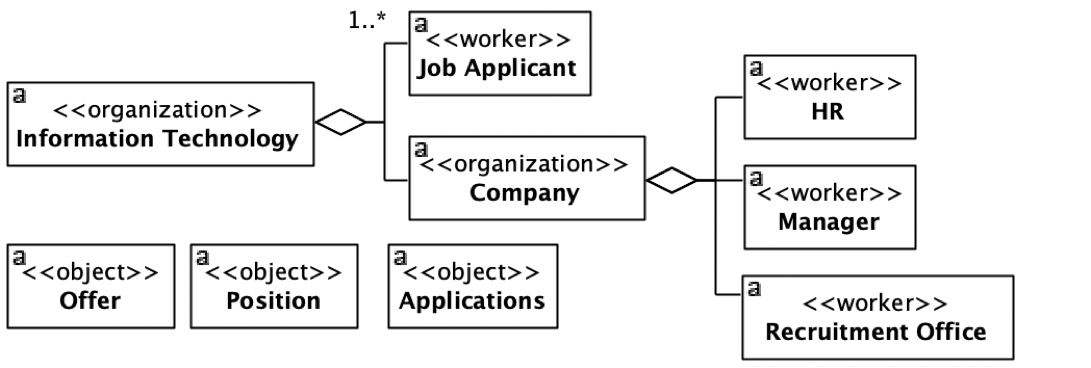 1..*
a
<<worker>>
Job Applicant
a
<<organization>>
Information Technology
a
<<organization>>
Company
a
<<worker>>
HR
a
<<worker>>
Manager
a
<<worker>>
Recruitment Office
a
<<object>>
Offer
a
<<object>>
Position
a
<<object>>
Applications